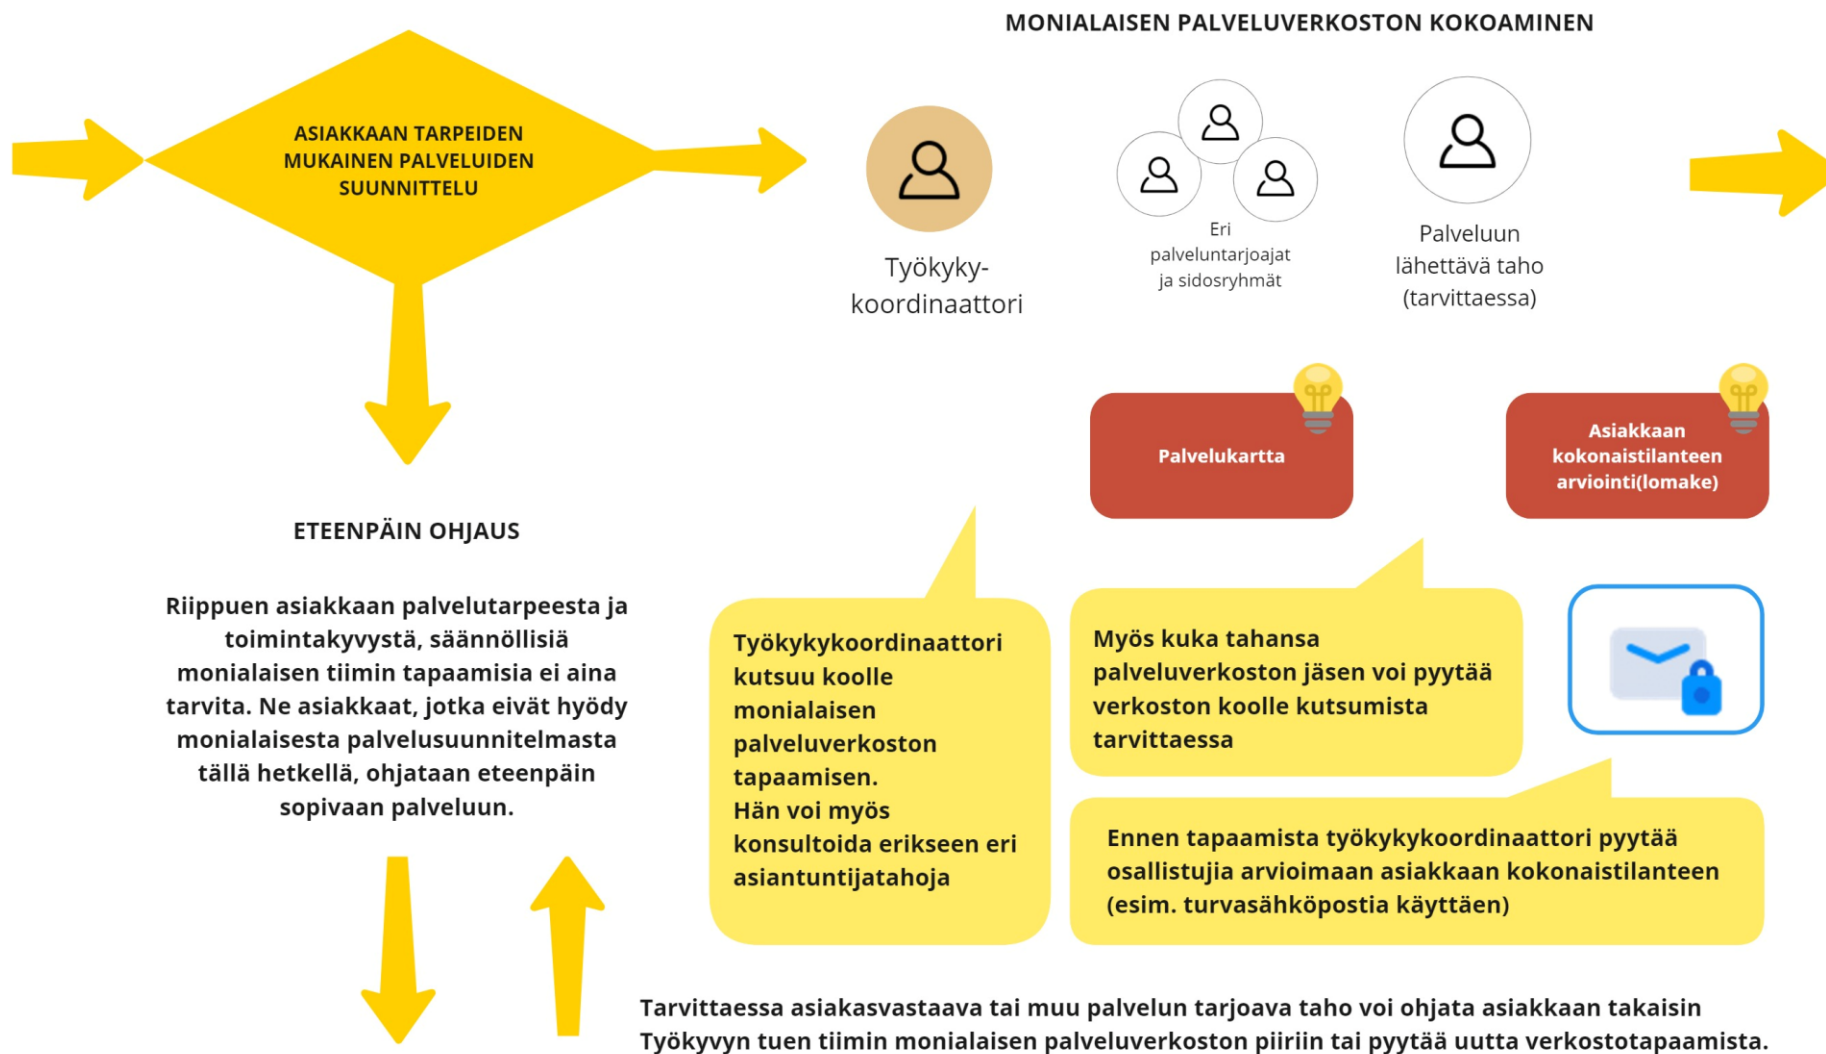 MONIALAISEN PALVELUVERKOSTON KOKOAMINEN
ASIAKKAAN TARPEIDEN
MUKAINEN PALVELUIDEN
SUUNNITTELU
Työkyky-
koordinaattori
Eri
palveluntarjoajat
ja sidosryhmät
Palveluun
lähettävä taho
(tarvittaessa)
Palvelukartta
Asiakkaan
kokonaistilanteen
arviointi(lomake)
ETEENPÄIN OHJAUS
Riippuen asiakkaan palvelutarpeesta ja
toimintakyvystä, säännöllisiä
monialaisen tiimin tapaamisia ei aina
tarvita. Ne asiakkaat, jotka eivät hyödy
monialaisesta palvelusuunnitelmasta
tällä hetkellä, ohjataan eteenpäin
sopivaan palveluun.
Työkykykoordinaattori
kutsuu koolle
monialaisen
palveluverkoston
tapaamisen.
Hän voi myös
konsultoida erikseen eri
asiantuntijatahoja
Myös kuka tahansa
palveluverkoston jäsen voi pyytää
verkoston koolle kutsumista
tarvittaessa
Ennen tapaamista työkykykoordinaattori pyytää
osallistujia arvioimaan asiakkaan kokonaistilanteen
(esim. turvasähköpostia käyttäen)
Tarvittaessa asiakasvastaava tai muu palvelun tarjoava taho voi ohjata asiakkaan takaisin
Työkyvyn tuen tiimin monialaisen palveluverkoston piiriin tai pyytää uutta verkostotapaamista.